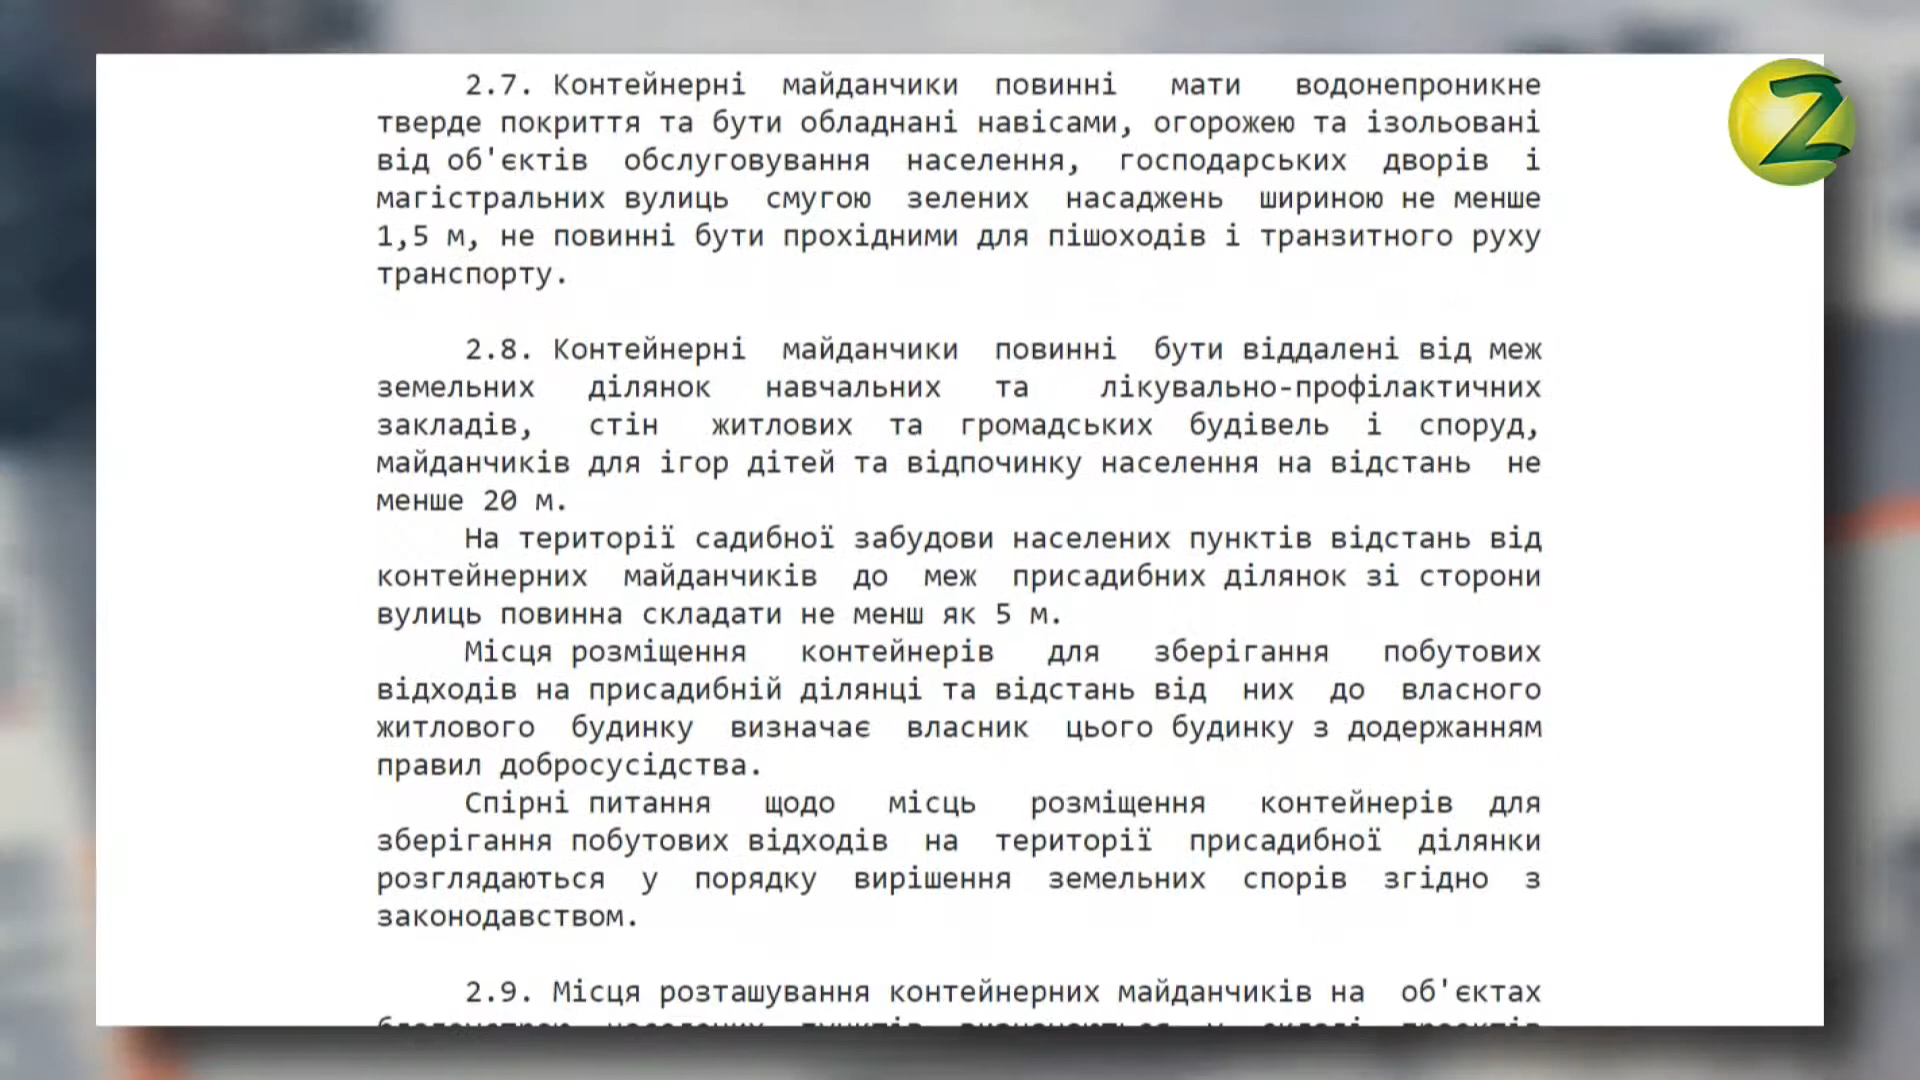 2.7. Контейнерні майданчики повинні мати водонепроникне
тверде покриття та бути обладнані навісами, огорожею та ізольовані
від об'єктів обслуговування населення, господарських дворів і
магістральних вулиць смугою зелених насаджень шириною не менше
1,5 м, не повинні бути прохідними для пішоходів і транзитного руху
транспорту.
2.8. Контейнерні майданчики повинні бути віддалені від меж
земельних ділянок навчальних та лікувально-профілактичних
закладів, стін житлових та громадських будівель і споруд,
майданчиків для ігор дітей та відпочинку населення на відстань не
менше 20 м.
На території садибної забудови населених пунктів відстань від
контейнерних майданчиків до меж присадибних ділянок зі сторони
вулиць повинна складати не менш як 5 м.
Місця розміщення контейнерів для зберігання побутових
відходів на присадибній ділянці та відстань від них до власного
житлового будинку визначає власник цього будинку з додержанням
правил добросусідства.
Спірні питання щодо місць розміщення контейнерів для
зберігання побутових відходів на території присадибної ділянки
розглядаються у порядку вирішення земельних спорів згідно з
законодавством.
2.9. Місця розташування контейнерних майданчиків на об'єктах
Z